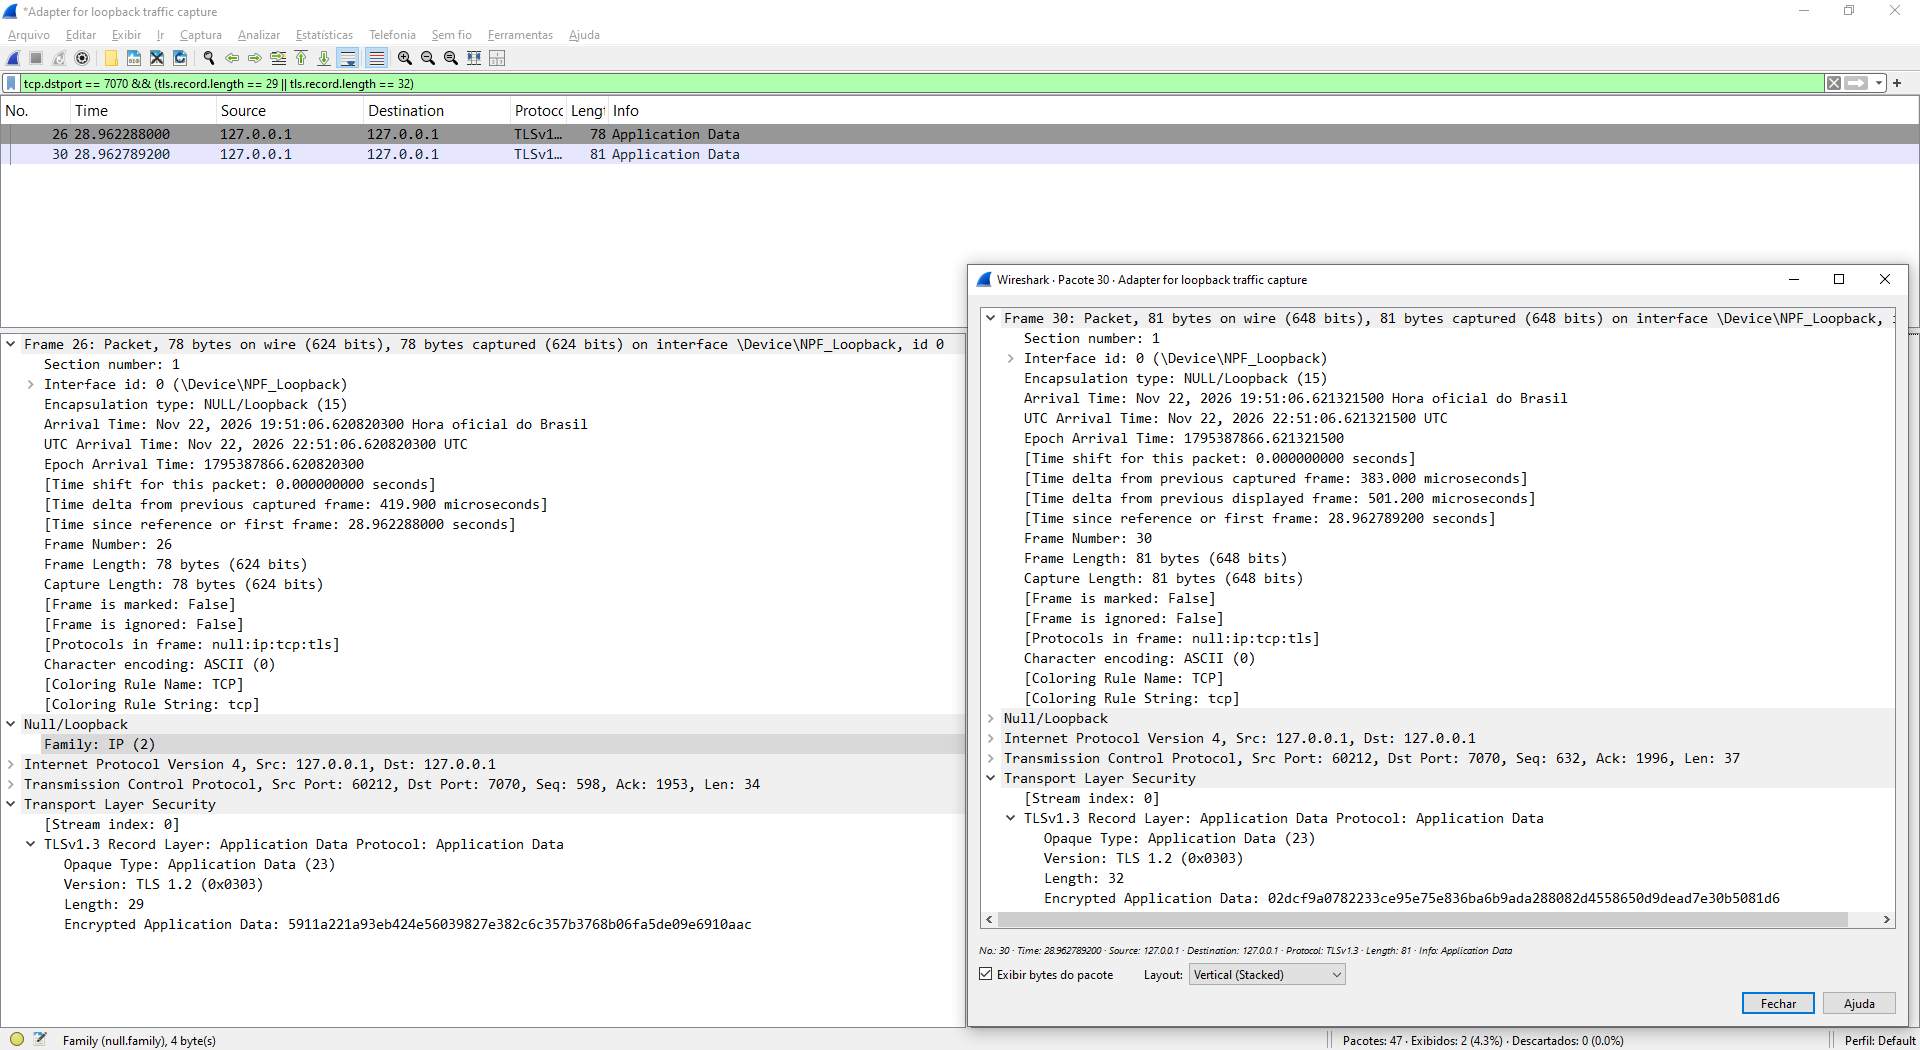 *Adapter for loopback traffic capture
Arquivo Editar Exibir Ir Captura Analizar Estatísticas Telefonia Sem fio Ferramentas Ajuda
tcp.dstport == 7070 && (tls.record.length == 29 || tls.record.length == 32)
No. Time Source Destination Protoc Lengt Info
26 28.962288000 127.0.0.1 127.0.0.1 TLSv1… 78 Application Data
30 28.962789200 127.0.0.1 127.0.0.1 TLSv1… 81 Application Data
Frame 26: Packet, 78 bytes on wire (624 bits), 78 bytes captured (624 bits) on interface \Device\NPF_Loopback, id 0
Section number: 1
Interface id: 0 (\Device\NPF_Loopback)
Encapsulation type: NULL/Loopback (15)
Arrival Time: Nov 22, 2026 19:51:06.620820300 Hora oficial do Brasil
UTC Arrival Time: Nov 22, 2026 22:51:06.620820300 UTC
Epoch Arrival Time: 1795387866.620820300
[Time shift for this packet: 0.000000000 seconds]
[Time delta from previous captured frame: 419.900 microseconds]
[Time since reference or first frame: 28.962288000 seconds]
Frame Number: 26
Frame Length: 78 bytes (624 bits)
Capture Length: 78 bytes (624 bits)
[Frame is marked: False]
[Frame is ignored: False]
[Protocols in frame: null:ip:tcp:tls]
Character encoding: ASCII (0)
[Coloring Rule Name: TCP]
[Coloring Rule String: tcp]
Null/Loopback
Family: IP (2)
Internet Protocol Version 4, Src: 127.0.0.1, Dst: 127.0.0.1
Transmission Control Protocol, Src Port: 60212, Dst Port: 7070, Seq: 598, Ack: 1953, Len: 34
Transport Layer Security
[Stream index: 0]
TLSv1.3 Record Layer: Application Data Protocol: Application Data
Opaque Type: Application Data (23)
Version: TLS 1.2 (0x0303)
Length: 29
Encrypted Application Data: 5911a221a93eb424e56039827e382c6c357b3768b06fa5de09e6910aac
Wireshark · Pacote 30 · Adapter for loopback traffic capture
Frame 30: Packet, 81 bytes on wire (648 bits), 81 bytes captured (648 bits) on interface \Device\NPF_Loopback, i
Section number: 1
Interface id: 0 (\Device\NPF_Loopback)
Encapsulation type: NULL/Loopback (15)
Arrival Time: Nov 22, 2026 19:51:06.621321500 Hora oficial do Brasil
UTC Arrival Time: Nov 22, 2026 22:51:06.621321500 UTC
Epoch Arrival Time: 1795387866.621321500
[Time shift for this packet: 0.000000000 seconds]
[Time delta from previous captured frame: 383.000 microseconds]
[Time delta from previous displayed frame: 501.200 microseconds]
[Time since reference or first frame: 28.962789200 seconds]
Frame Number: 30
Frame Length: 81 bytes (648 bits)
Capture Length: 81 bytes (648 bits)
[Frame is marked: False]
[Frame is ignored: False]
[Protocols in frame: null:ip:tcp:tls]
Character encoding: ASCII (0)
[Coloring Rule Name: TCP]
[Coloring Rule String: tcp]
Null/Loopback
Internet Protocol Version 4, Src: 127.0.0.1, Dst: 127.0.0.1
Transmission Control Protocol, Src Port: 60212, Dst Port: 7070, Seq: 632, Ack: 1996, Len: 37
Transport Layer Security
[Stream index: 0]
TLSv1.3 Record Layer: Application Data Protocol: Application Data
Opaque Type: Application Data (23)
Version: TLS 1.2 (0x0303)
Length: 32
Encrypted Application Data: 02dcf9a0782233ce95e75e836ba6b9ada288082d4558650d9dead7e30b5081d6
No.: 30 · Time: 28.962789200 · Source: 127.0.0.1 · Destination: 127.0.0.1 · Protocol: TLSv1.3 · Length: 81 · Info: Application Data
Exibir bytes do pacote Layout: Vertical (Stacked)
Fechar Ajuda
Family (null.family), 4 byte(s) Pacotes: 47 · Exibidos: 2 (4.3%) · Descartados: 0 (0.0%) Perfil: Default